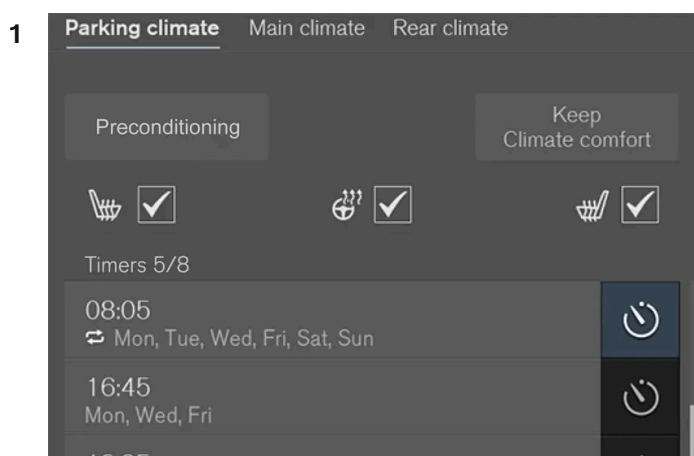 1
Parking climate Main climate Rear climate
Preconditioning
Keep
Climate comfort
Timers 5/8
08:05
Mon, Tue, Wed, Fri, Sat, Sun
16:45
Mon, Wed, Fri